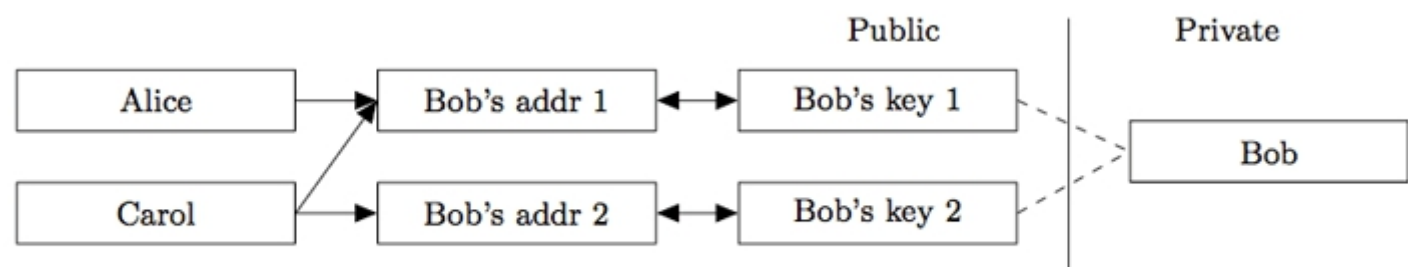 Public
Private
Alice
Bob's addr 1
Bob's key 1
Bob
Carol
Bob's addr 2
Bob's key 2